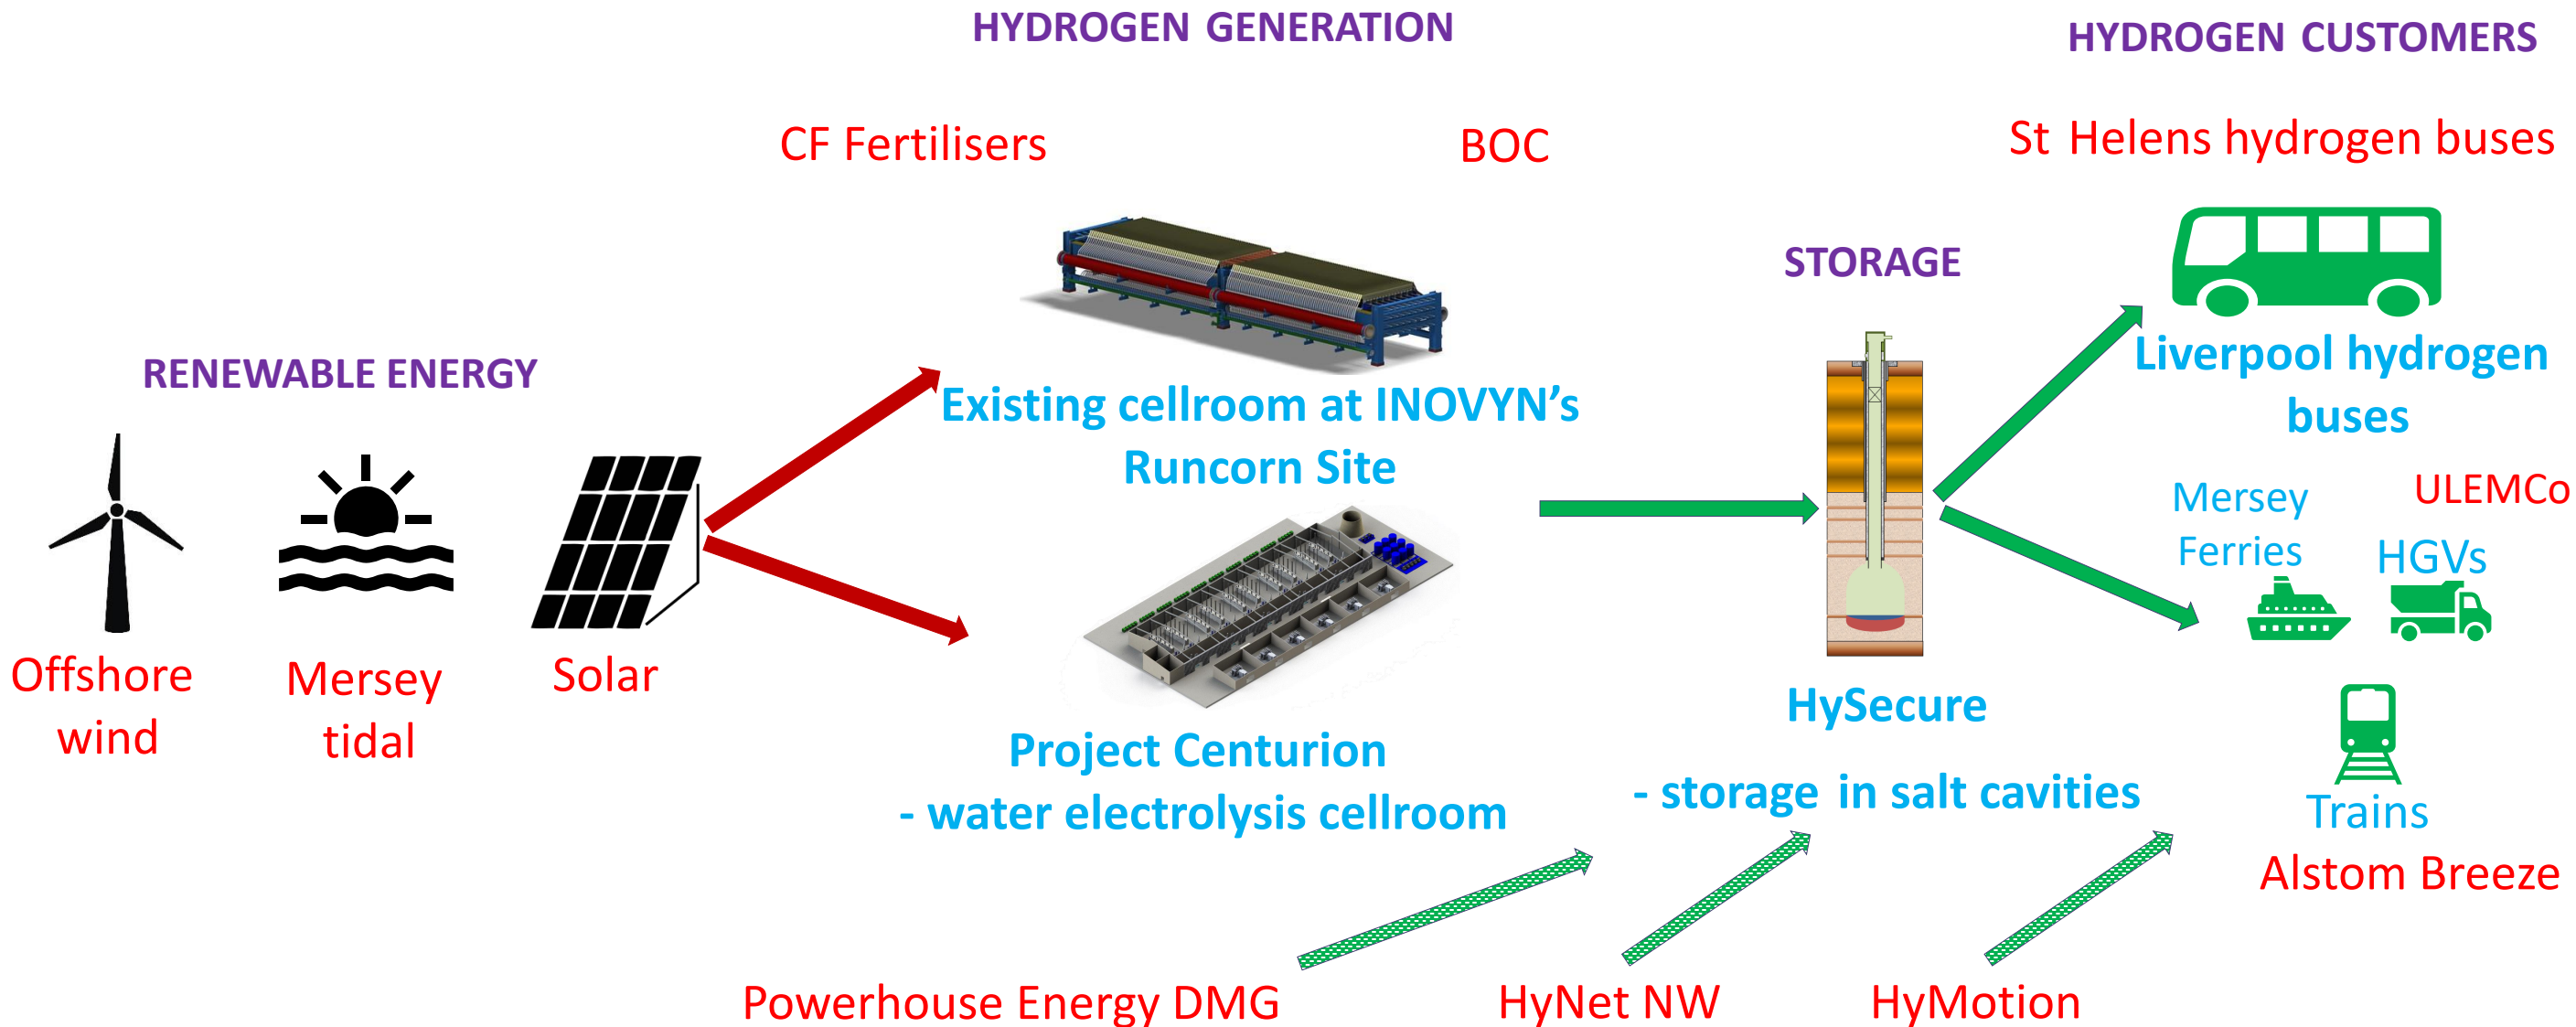 HYDROGEN GENERATION
HYDROGEN CUSTOMERS
CF Fertilisers
BOC
St Helens hydrogen buses
STORAGE
RENEWABLE ENERGY
Existing cellroom at INOVYN’s
Runcorn Site
Liverpool hydrogen
buses
Mersey
Ferries
ULEMCo
HGVs
Offshore
wind
Mersey
tidal
Solar
Project Centurion
- water electrolysis cellroom
HySecure
- storage in salt cavities
Trains
Alstom Breeze
Powerhouse Energy DMG
HyNet NW
HyMotion